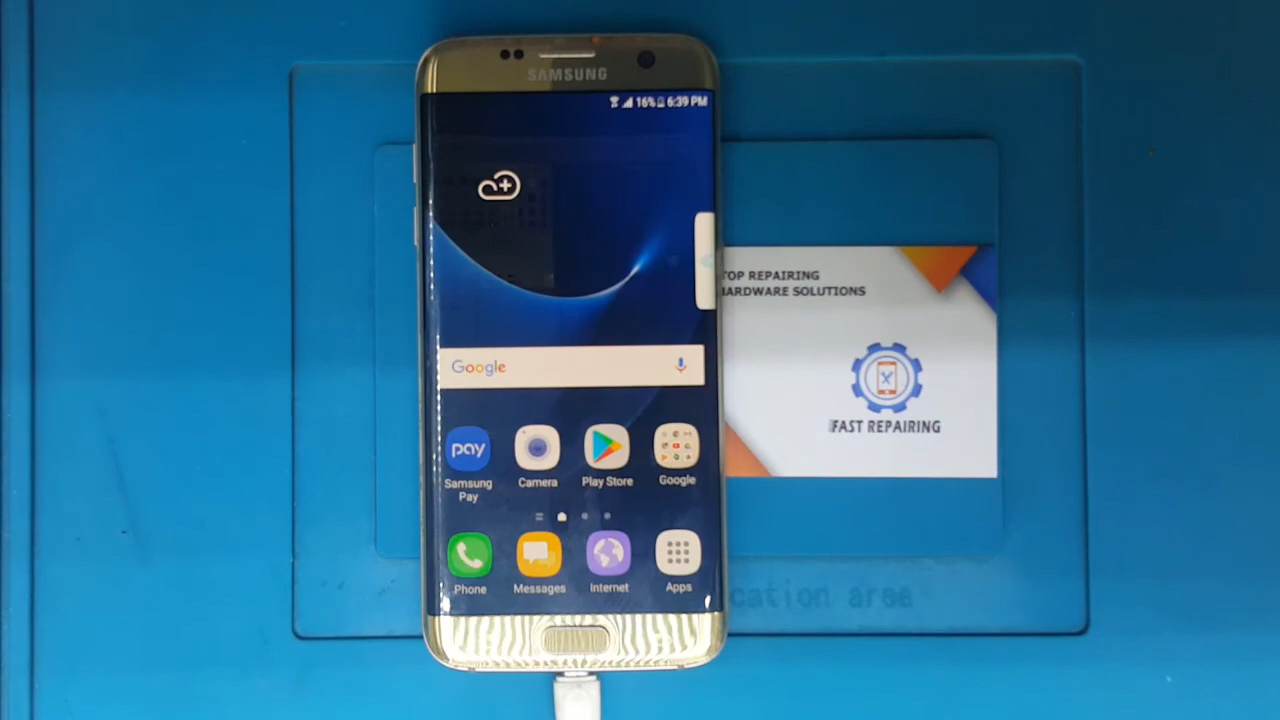 SAMSUNG
16% 6:39 PM
Google
pay
Samsung
Pay
Camera
Play Store
Google
Phone
Messages
Internet
Apps
TOP REPAIRING
HARDWARE SOLUTIONS
FAST REPAIRING
cation area